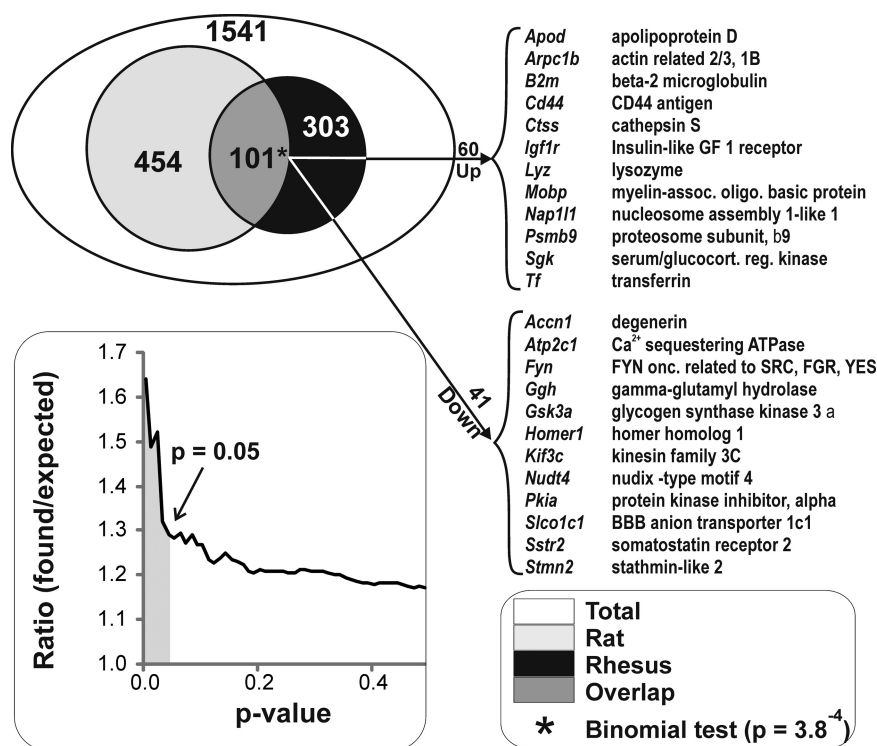 1541
454
101*
303
60
Up
41
Down
Apod apolipoprotein D
Arpc1b actin related 2/3, 1B
B2m beta-2 microglobulin
Cd44 CD44 antigen
Ctss cathepsin S
Igf1r Insulin-like GF 1 receptor
Lyz lysozyme
Mobp myelin-assoc. oligo. basic protein
Nap1l1 nucleosome assembly 1-like 1
Psmb9 proteosome subunit, b9
Sgk serum/glucocort. reg. kinase
Tf transferrin
Accn1 degenerin
Atp2c1 Ca2+ sequestering ATPase
Fyn FYN onc. related to SRC, FGR, YES
Ggh gamma-glutamyl hydrolase
Gsk3a glycogen synthase kinase 3 a
Homer1 homer homolog 1
Kif3c kinesin family 3C
Nudt4 nudix -type motif 4
Pkia protein kinase inhibitor, alpha
Slco1c1 BBB anion transporter 1c1
Sstr2 somatostatin receptor 2
Stmn2 stathmin-like 2
Ratio (found/expected)
1.7
1.6
1.5
1.4
1.3
1.2
1.1
1.0
p = 0.05
0.0 0.2 0.4
p-value
Total
Rat
Rhesus
Overlap
* Binomial test (p = 3.8-4)